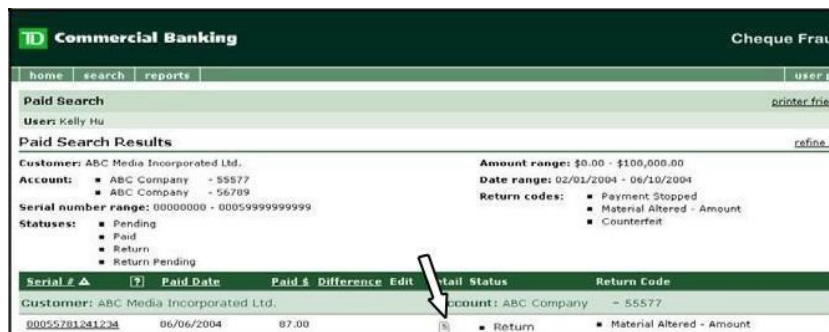 TD Commercial Banking
Cheque Frau
home search reports user p
Paid Search printer frie
User: Kelly Hu
Paid Search Results refine
Customer: ABC Media Incorporated Ltd. Amount range: $0.00 - $100,000.00
Account: ▪ ABC Company - 55577 Date range: 02/01/2004 - 06/10/2004
▪ ABC Company - 56789 Return codes: ▪ Payment Stopped
Serial number range: 00000000 - 00059999999999 ▪ Material Altered - Amount
Statuses: ▪ Pending ▪ Counterfeit
▪ Paid
▪ Return
▪ Return Pending
Serial # ? Paid Date Paid $ Difference Edit etail Status Return Code
Customer: ABC Media Incorporated Ltd. ccount: ABC Company - 55577
00055781241234 06/06/2004 87.00 ▪ Return ▪ Material Altered - Amount